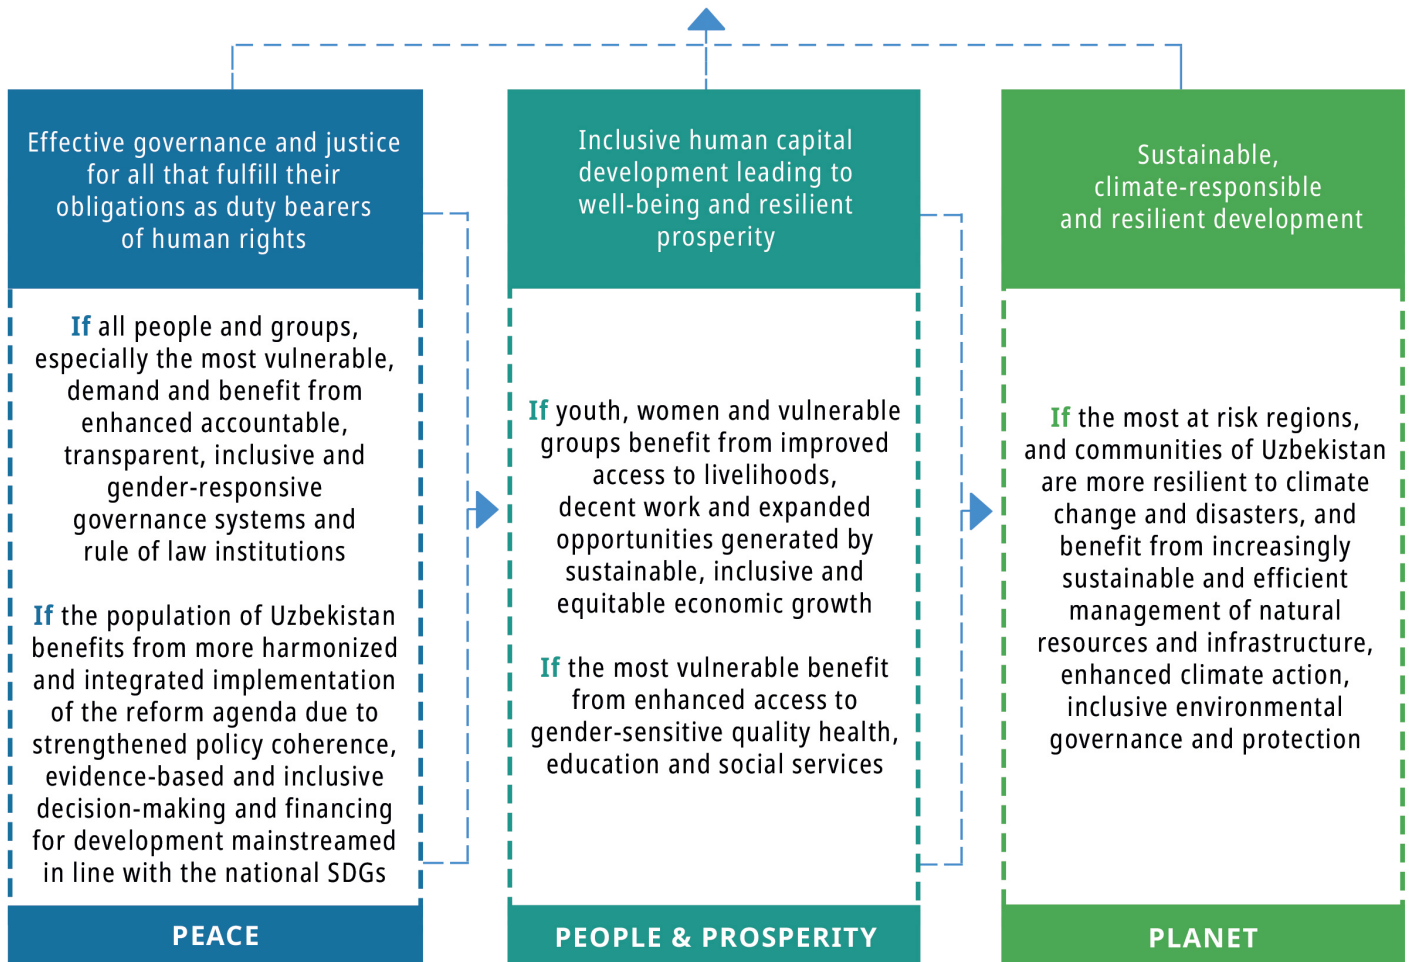 Effective governance and justice
for all that fulfill their
obligations as duty bearers
of human rights
If all people and groups,
especially the most vulnerable,
demand and benefit from
enhanced accountable,
transparent, inclusive and
gender-responsive
governance systems and
rule of law institutions
If the population of Uzbekistan
benefits from more harmonized
and integrated implementation
of the reform agenda due to
strengthened policy coherence,
evidence-based and inclusive
decision-making and financing
for development mainstreamed
in line with the national SDGs
PEACE
Inclusive human capital
development leading to
well-being and resilient
prosperity
If youth, women and vulnerable
groups benefit from improved
access to livelihoods,
decent work and expanded
opportunities generated by
sustainable, inclusive and
equitable economic growth
If the most vulnerable benefit
from enhanced access to
gender-sensitive quality health,
education and social services
PEOPLE & PROSPERITY
Sustainable,
climate-responsible
and resilient development
If the most at risk regions,
and communities of Uzbekistan
are more resilient to climate
change and disasters, and
benefit from increasingly
sustainable and efficient
management of natural
resources and infrastructure,
enhanced climate action,
inclusive environmental
governance and protection
PLANET